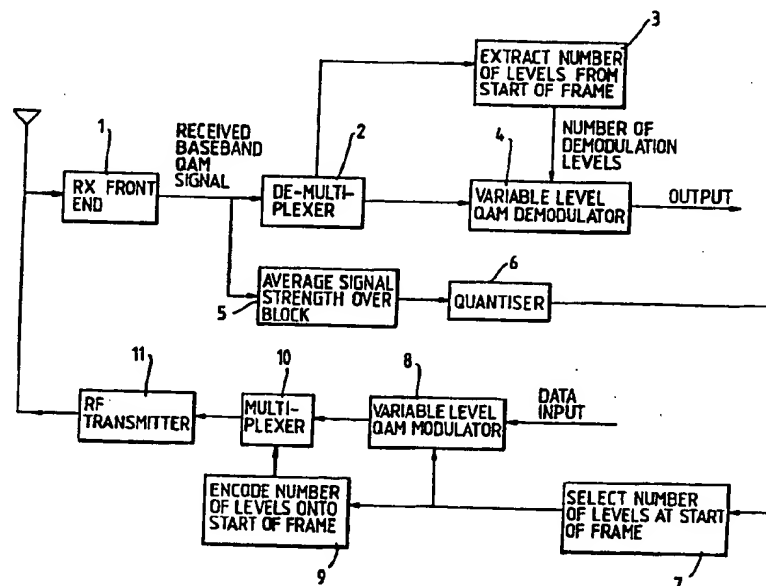 3
EXTRACT NUMBER
OF LEVELS FROM
START OF FRAME
1
RECEIVED
BASEBAND
QAM
SIGNAL
2
4
NUMBER OF
DEMODULATION
LEVELS
RX FRONT
END
DE-MULTI-
PLEXER
VARIABLE LEVEL
QAM DEMODULATOR
OUTPUT
5
AVERAGE SIGNAL
STRENGTH OVER
BLOCK
6
QUANTISER
11
10
8
RF
TRANSMITTER
MULTI-
PLEXER
VARIABLE LEVEL
QAM MODULATOR
DATA
INPUT
ENCODE NUMBER
OF LEVELS ONTO
START OF FRAME
9
SELECT NUMBER
OF LEVELS AT START
OF FRAME
7